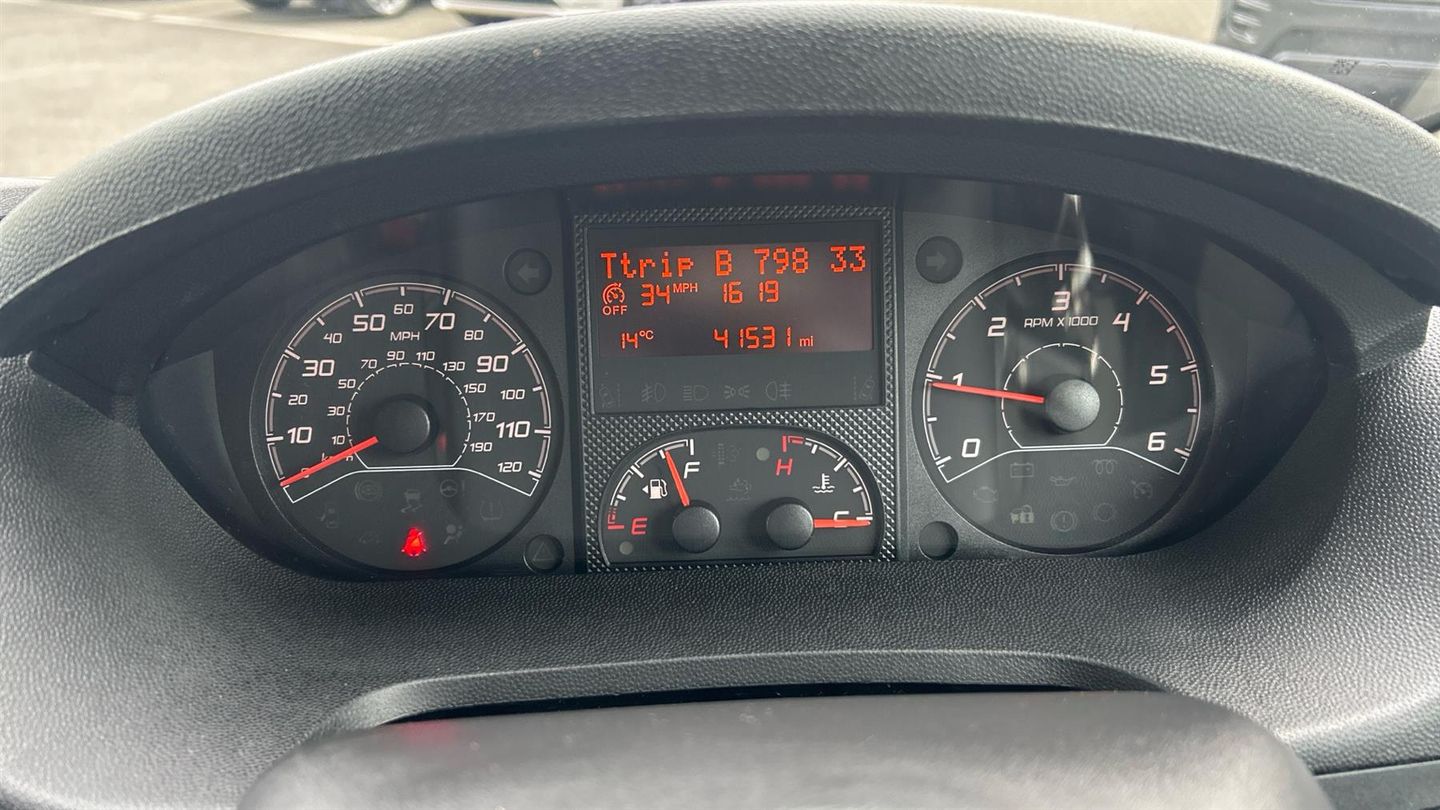 Ttrip B 798 33
OFF 34 MPH 16 19
14°C 41531 mi
50 60 70
40 MPH 80
30 90
20 100
10 110
0 120
70 90 110 130
50 150
30 170
10 190
F
E
H
C
3
2 RPM X1000 4
1 5
0 6